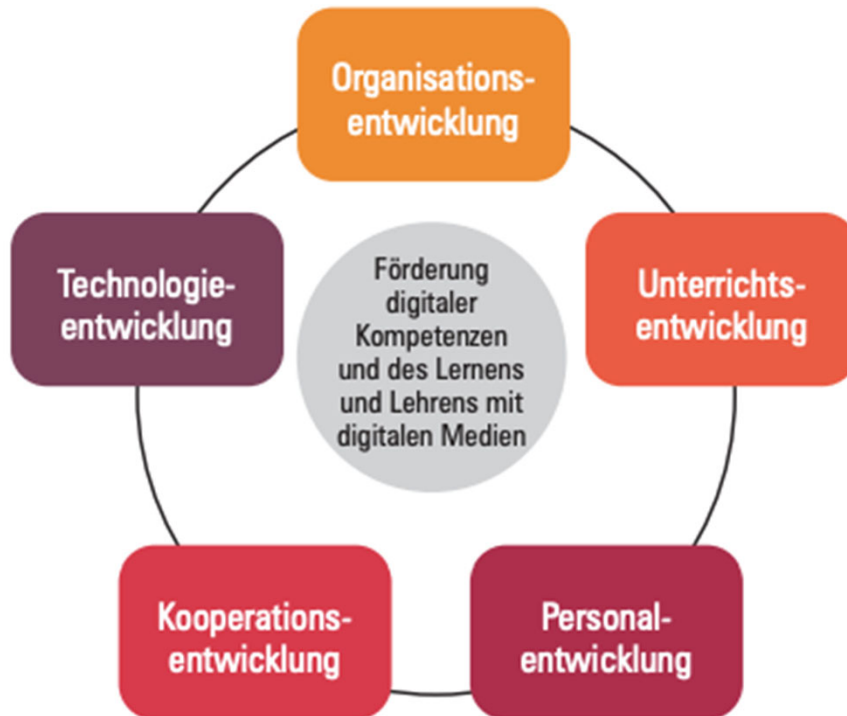 Organisations-
entwicklung
Technologie-
entwicklung
Förderung
digitaler
Kompetenzen
und des Lernens
und Lehrens mit
digitalen Medien
Unterrichts-
entwicklung
Kooperations-
entwicklung
Personal-
entwicklung